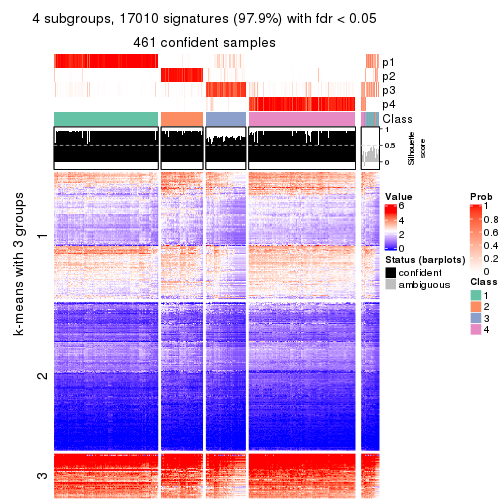 4 subgroups, 17010 signatures (97.9%) with fdr < 0.05
461 confident samples
p1
p2
p3
p4
Class
1
0.5
0
Silhouette
score
k-means with 3 groups
1
2
3
Value
6
4
2
0
Status (barplots)
confident
ambiguous
Prob
1
0.8
0.6
0.4
0.2
0
Class
1
2
3
4